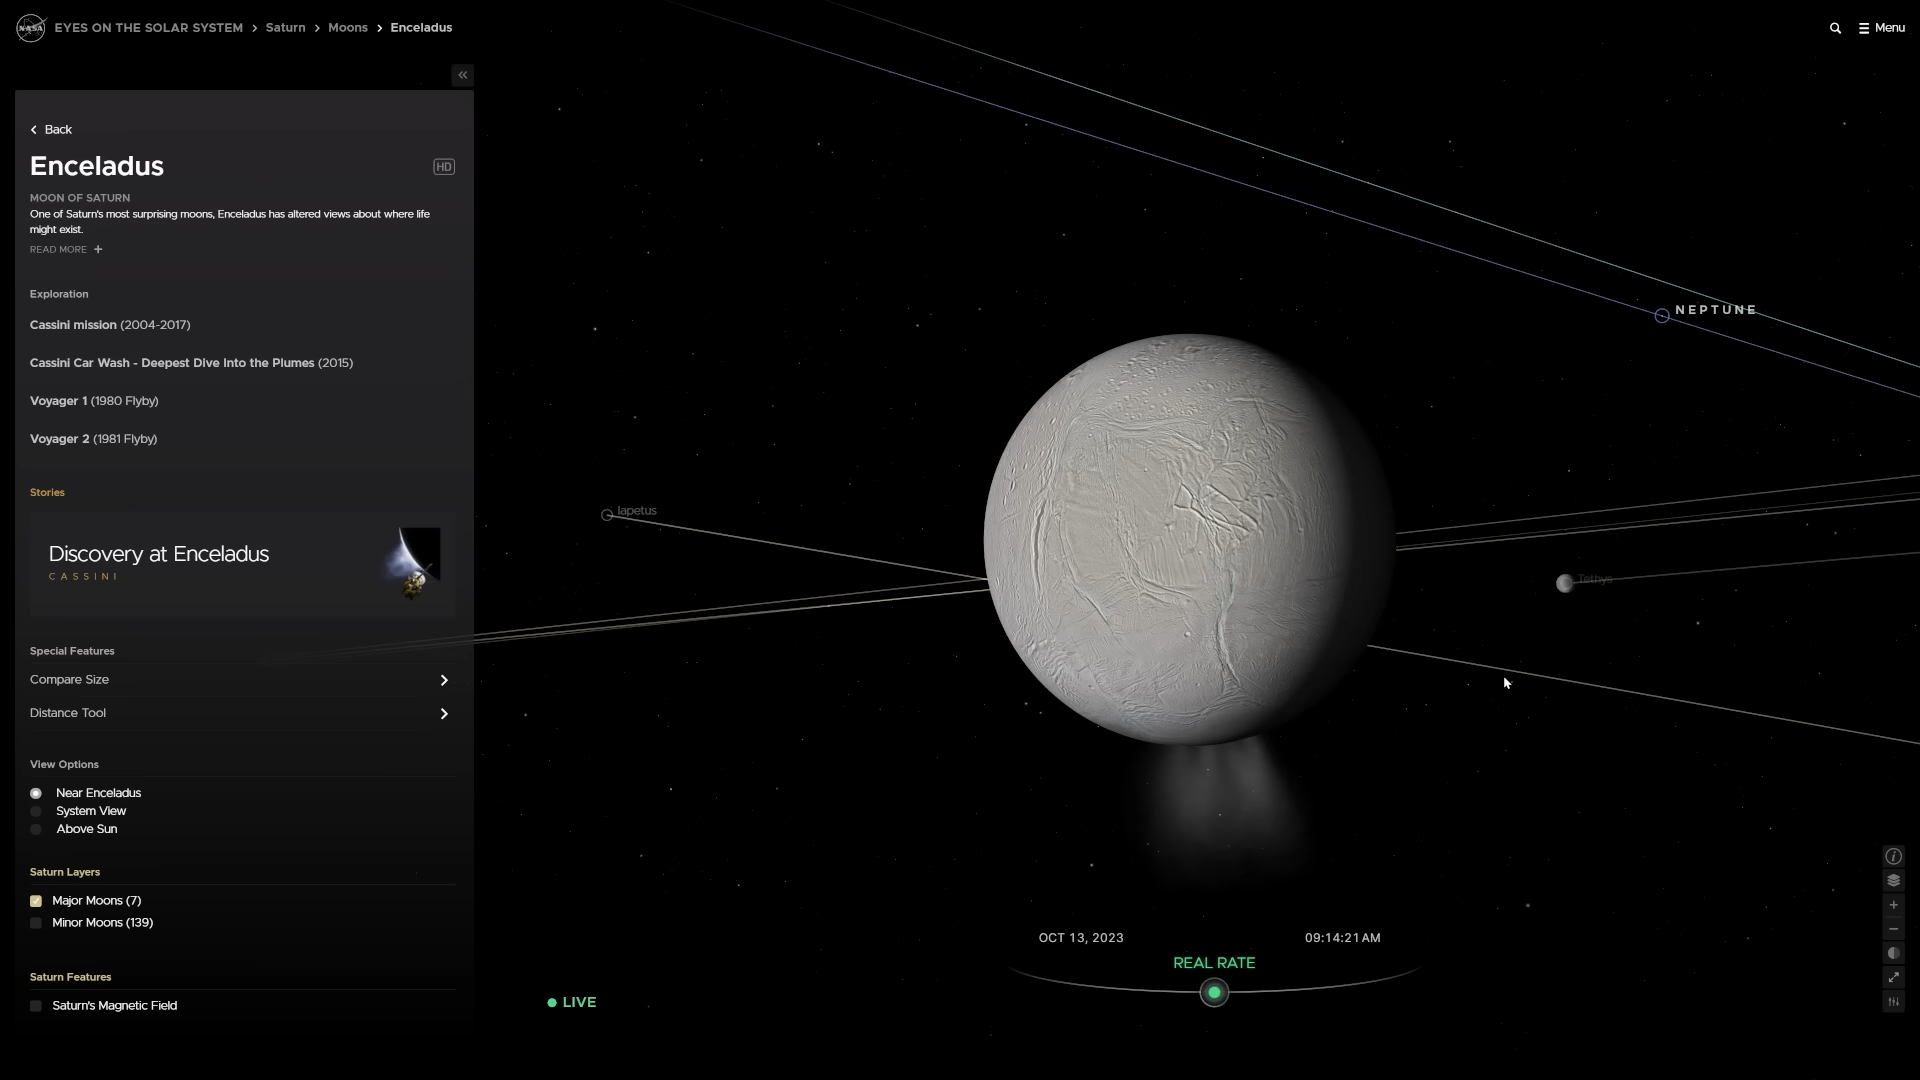 NASA
EYES ON THE SOLAR SYSTEM > Saturn > Moons > Enceladus
Menu
Back
Enceladus
HD
MOON OF SATURN
One of Saturn's most surprising moons, Enceladus has altered views about where life
might exist.
READ MORE +
Exploration
Cassini mission (2004-2017)
Cassini Car Wash - Deepest Dive Into the Plumes (2015)
Voyager 1 (1980 Flyby)
Voyager 2 (1981 Flyby)
Stories
Discovery at Enceladus
CASSINI
Special Features
Compare Size
Distance Tool
View Options
Near Enceladus
System View
Above Sun
Saturn Layers
Major Moons (7)
Minor Moons (139)
Saturn Features
Saturn's Magnetic Field
NEPTUNE
Iapetus
Tethys
OCT 13, 2023
09:14:21 AM
REAL RATE
LIVE